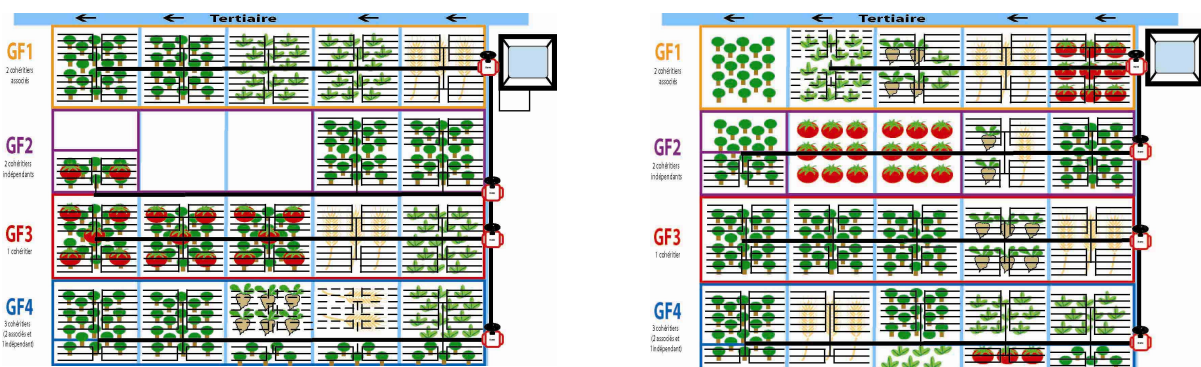 Tertiaire
GF1
2 cohéritiers
associés
GF2
2 cohéritiers
indépendants
GF3
1 cohéritier
GF4
3 cohéritiers
(2 associés et
1 indépendant)
Tertiaire
GF1
2 cohéritiers
associés
GF2
2 cohéritiers
indépendants
GF3
1 cohéritier
GF4
3 cohéritiers
(2 associés et
1 indépendant)